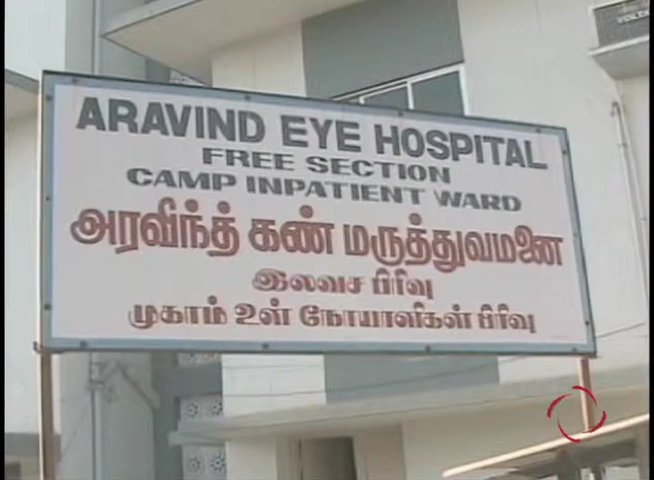 ARAVIND EYE HOSPITAL
FREE SECTION
CAMP INPATIENT WARD
அரவிந்த் கண் மருத்துவமனை
இலவச பிரிவு
முகாம் உள் நோயாளிகள் பிரிவு